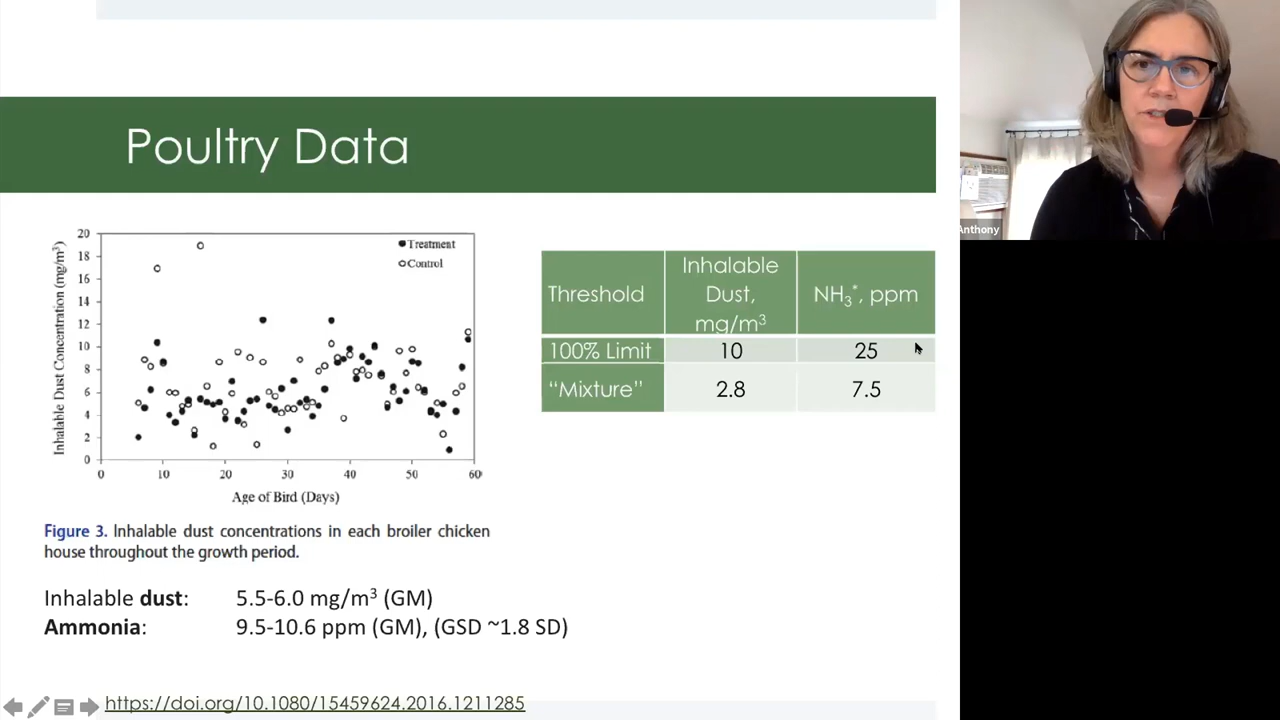 Poultry Data
20
18
16
14
12
10
8
6
4
2
0
Inhalable Dust Concentration (mg/m³)
Treatment
Control
0 10 20 30 40 50 60
Age of Bird (Days)
Figure 3. Inhalable dust concentrations in each broiler chicken
house throughout the growth period.
Threshold
Inhalable
Dust,
mg/m³
NH₃*, ppm
100% Limit 10 25
“Mixture” 2.8 7.5
Inhalable dust: 5.5-6.0 mg/m³ (GM)
Ammonia: 9.5-10.6 ppm (GM), (GSD ~1.8 SD)
https://doi.org/10.1080/15459624.2016.1211285
Anthony